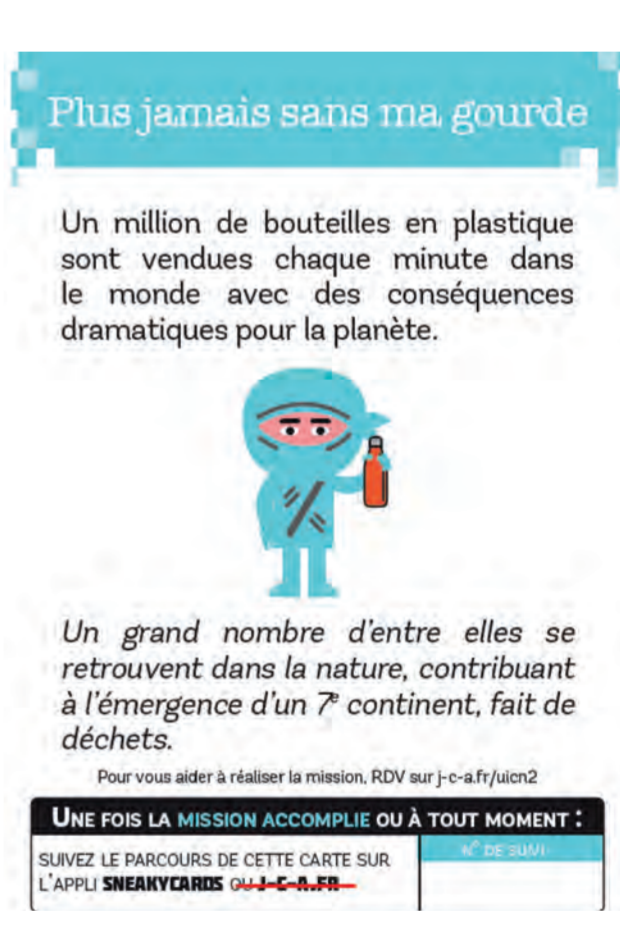 Plus jamais sans ma gourde
Un million de bouteilles en plastique
sont vendues chaque minute dans
le monde avec des conséquences
dramatiques pour la planète.
Un grand nombre d'entre elles se
retrouvent dans la nature, contribuant
à l'émergence d'un 7e continent, fait de
déchets.
Pour vous aider à réaliser la mission, RDV sur j-c-a.fr/uicn2
UNE FOIS LA MISSION ACCOMPLIE OU À TOUT MOMENT :
SUIVEZ LE PARCOURS DE CETTE CARTE SUR
L'APPLI SNEAKYCARDS OU J-C-A.FR
N° DE SUIVI